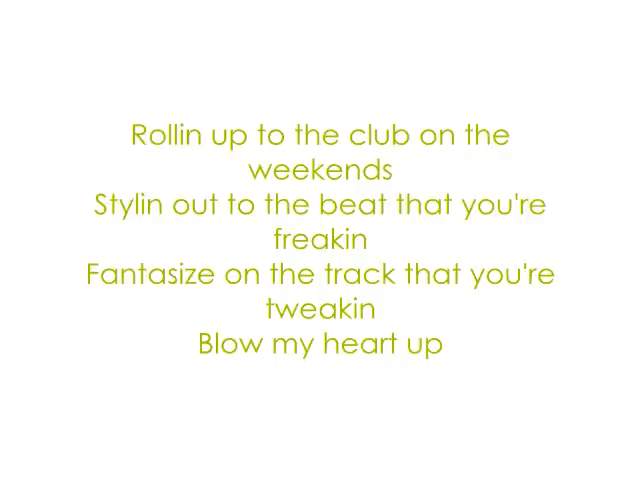 Rollin up to the club on the
weekends
Stylin out to the beat that you're
freakin
Fantasize on the track that you're
tweakin
Blow my heart up